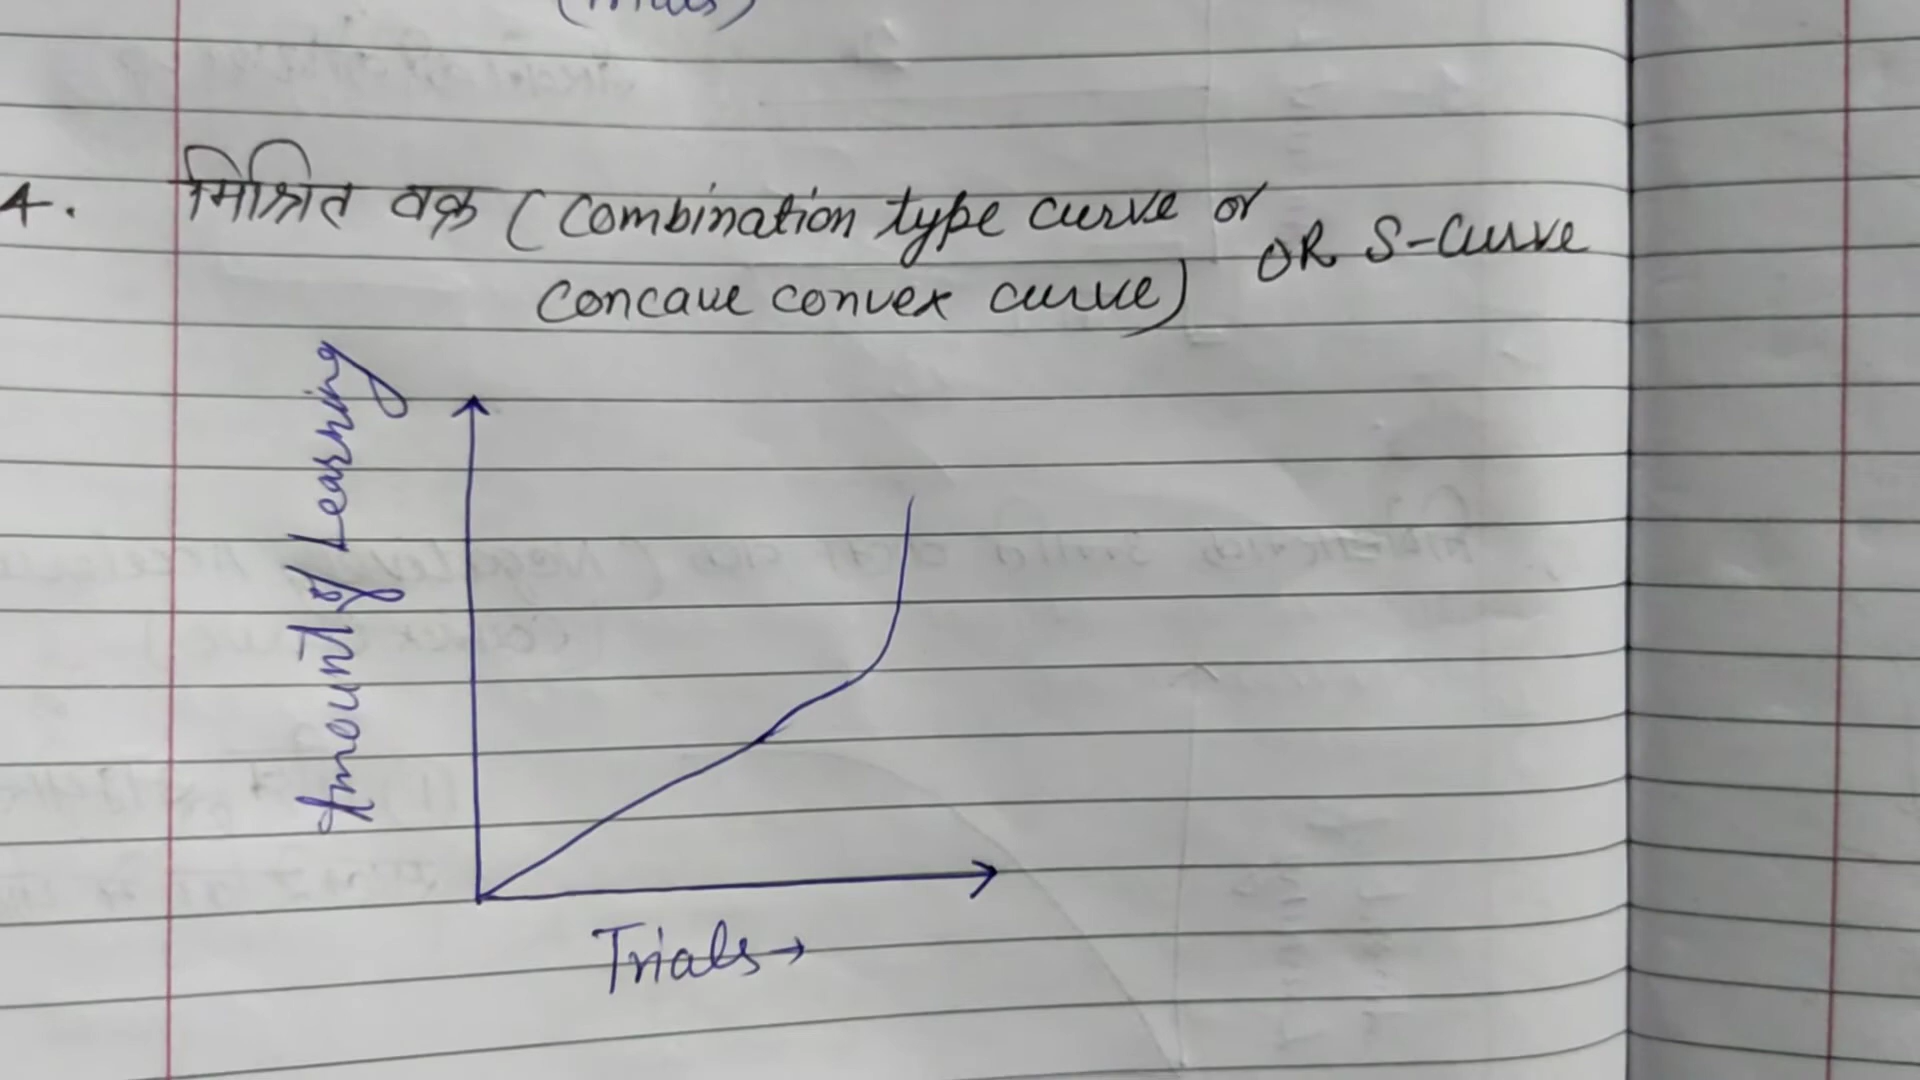 4. मिश्रित वक्र (Combination type curve or
OR S-Curve
Concave convex curve)
Amount of Learning
Trials→